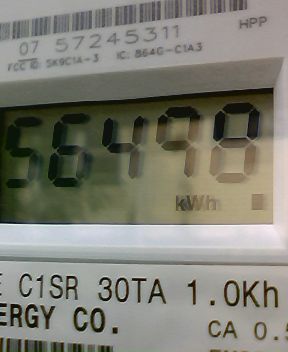 HPP
07 57245311
FCC ID: SK9C1A-3 IC: 864G-C1A3
56498
kWh
C1SR 30TA 1.0Kh
ERGY CO.
CA 0.5